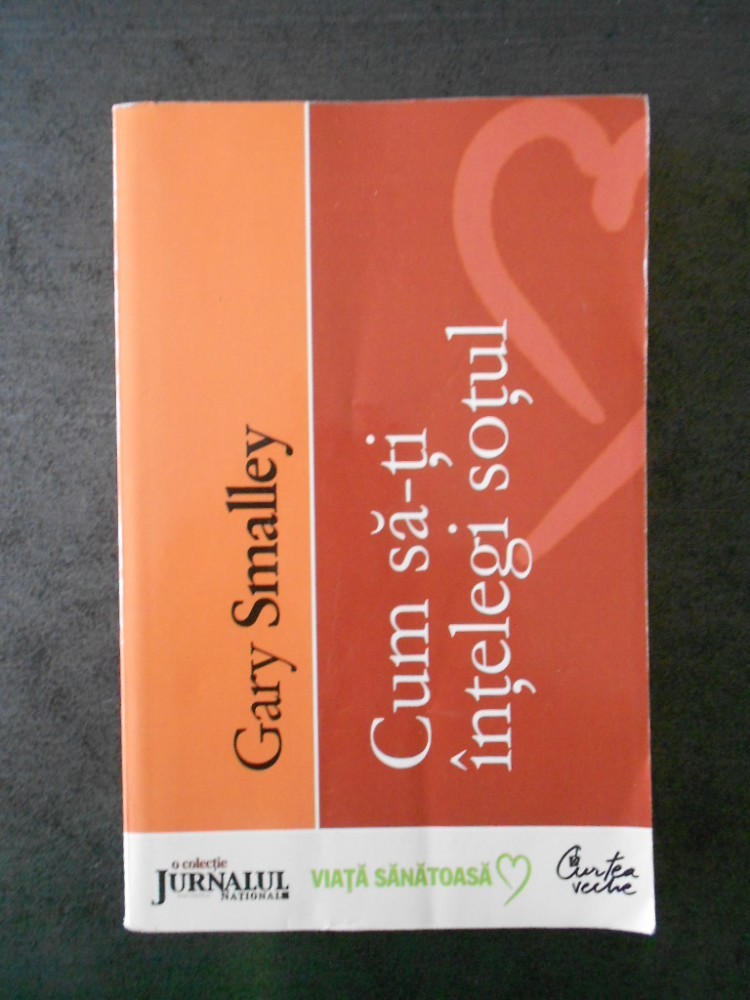 Gary Smalley
Cum să-ți
înțelegi soțul
o colecție
JURNALUL
NAȚIONAL
VIAȚĂ SĂNĂTOASĂ
Curtea
veche